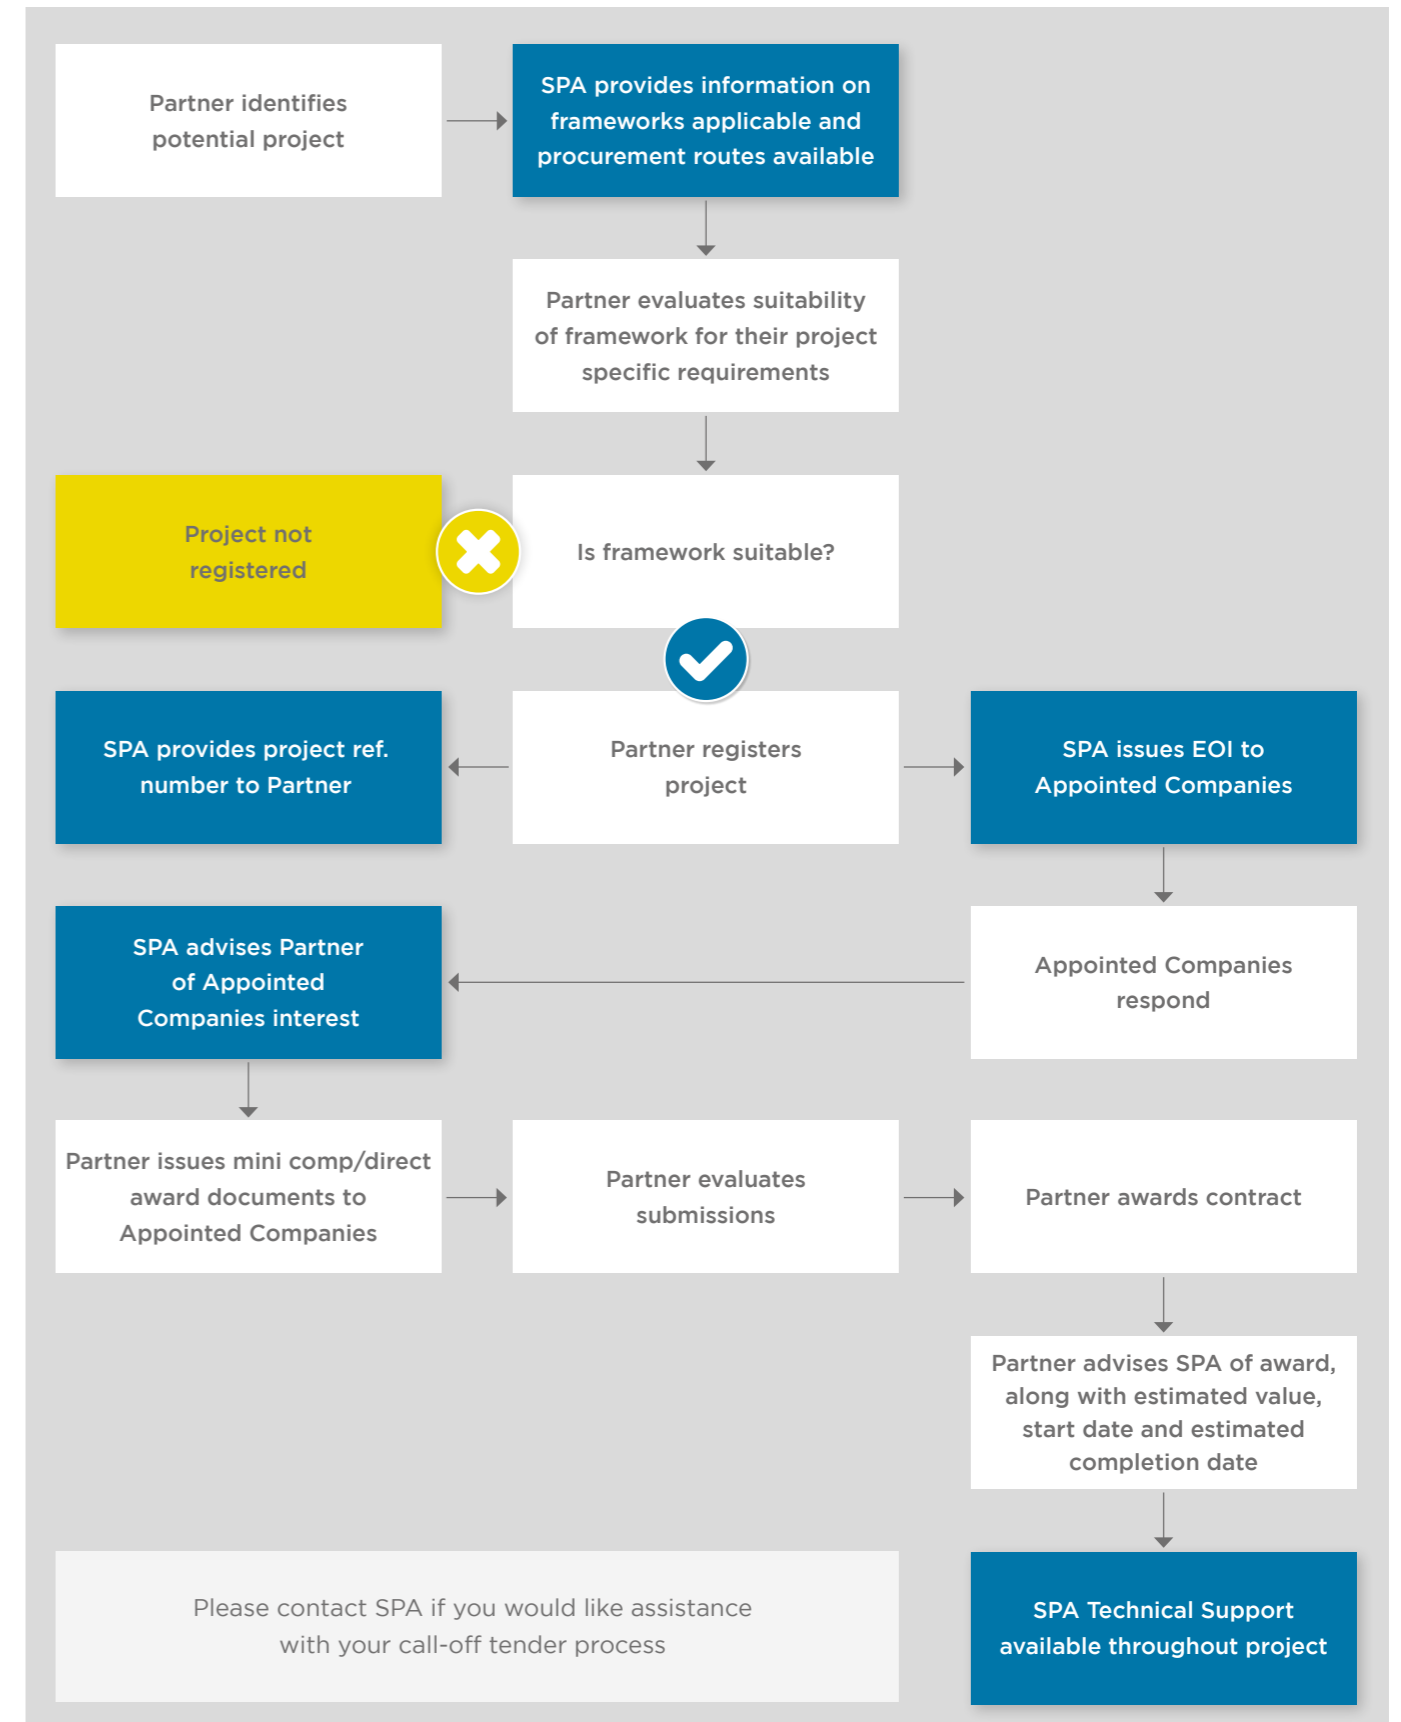 Partner identifies
potential project
SPA provides information on
frameworks applicable and
procurement routes available
Partner evaluates suitability
of framework for their project
specific requirements
Project not
registered
Is framework suitable?
SPA provides project ref.
number to Partner
Partner registers
project
SPA issues EOI to
Appointed Companies
SPA advises Partner
of Appointed
Companies interest
Appointed Companies
respond
Partner issues mini comp/direct
award documents to
Appointed Companies
Partner evaluates
submissions
Partner awards contract
Partner advises SPA of award,
along with estimated value,
start date and estimated
completion date
Please contact SPA if you would like assistance
with your call-off tender process
SPA Technical Support
available throughout project